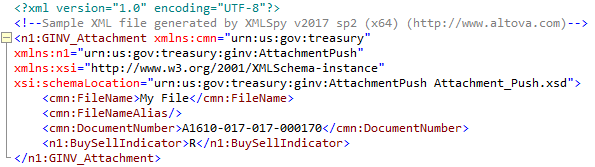 <?xml version="1.0" encoding="UTF-8"?>
<!--Sample XML file generated by XMLSpy v2017 sp2 (x64) (http://www.altova.com)-->
<n1:GINV_Attachment xmlns:cmn="urn:us:gov:treasury"
xmlns:n1="urn:us:gov:treasury:ginv:AttachmentPush"
xmlns:xsi="http://www.w3.org/2001/XMLSchema-instance"
xsi:schemaLocation="urn:us:gov:treasury:ginv:AttachmentPush Attachment_Push.xsd">
<cmn:FileName>My File</cmn:FileName>
<cmn:FileNameAlias/>
<cmn:DocumentNumber>A1610-017-017-000170</cmn:DocumentNumber>
<n1:BuySellIndicator>R</n1:BuySellIndicator>
</n1:GINV_Attachment>